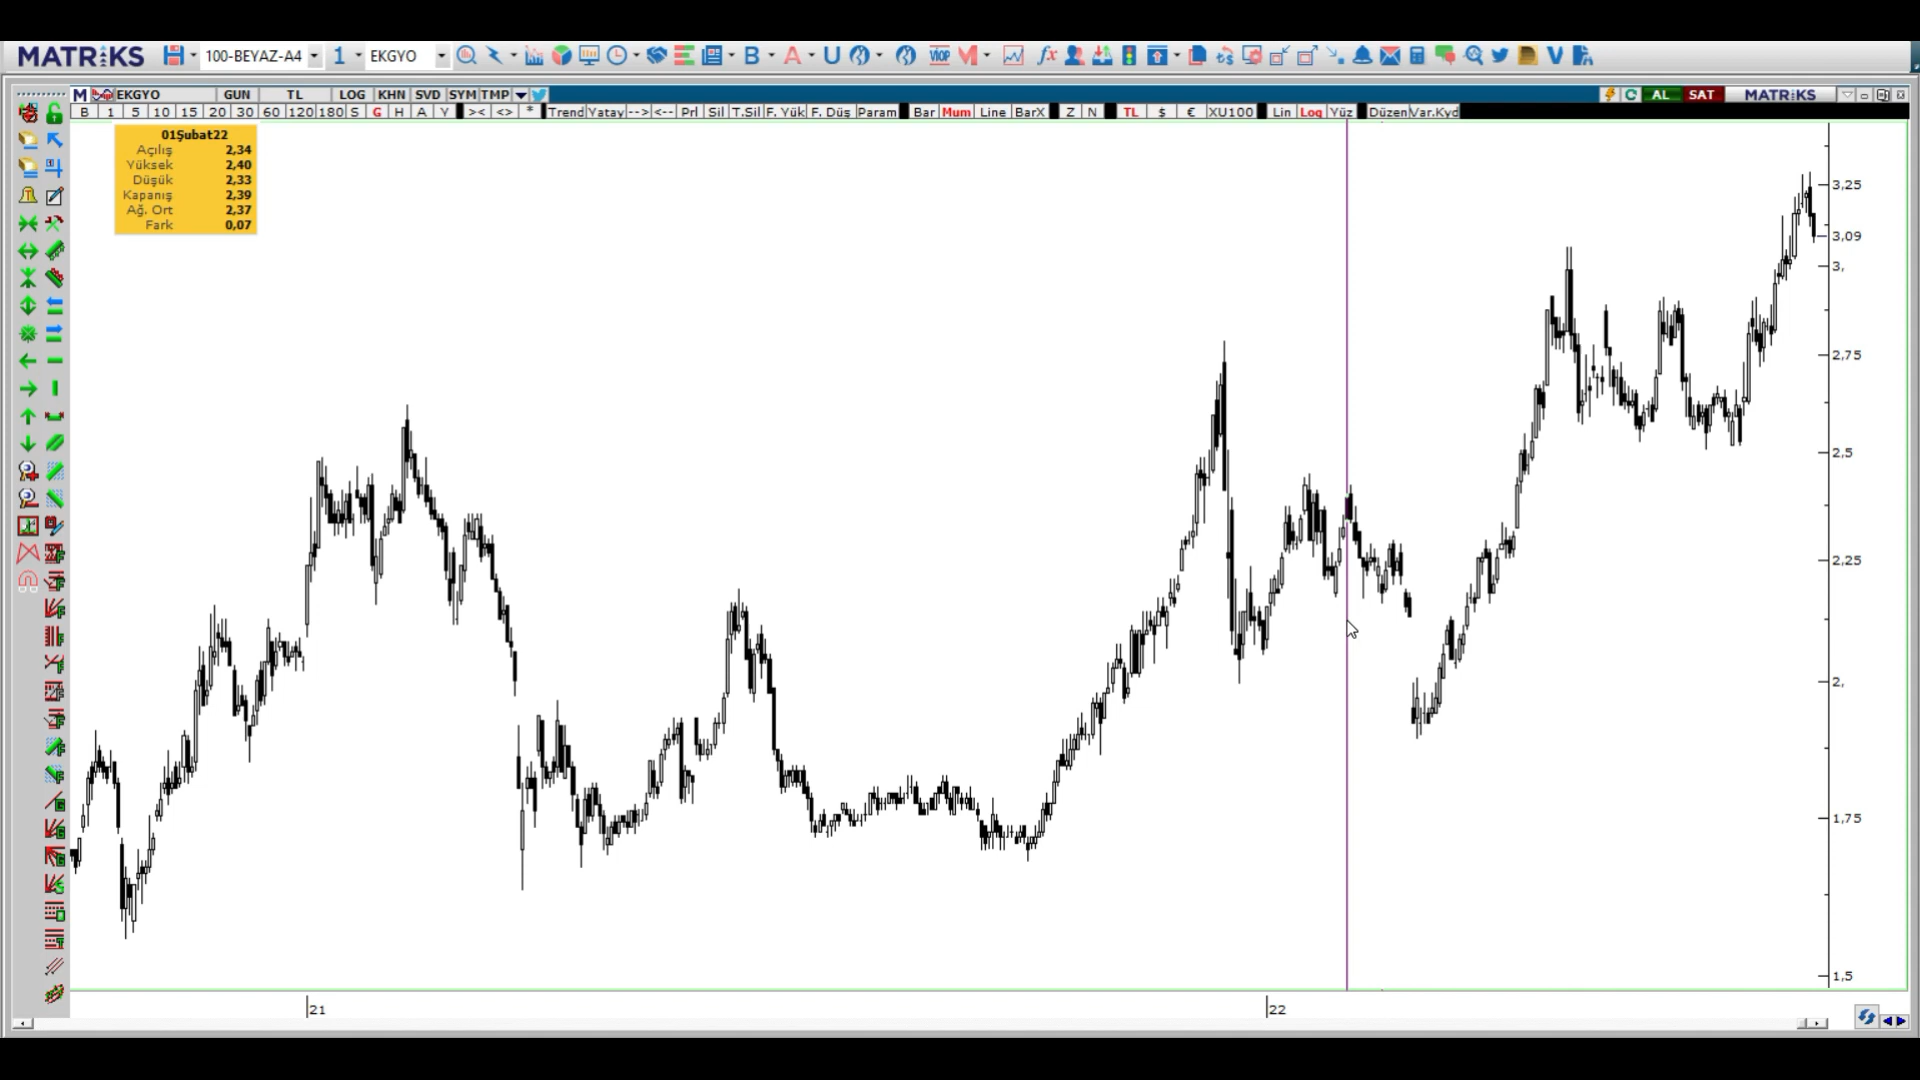 MATRİKS 100-BEYAZ-A4 1 EKGYO B A U VIOP M fx V
M EKGYO GUN TL LOG KHN SVD SYM TMP C AL SAT MATRİKS
B 1 5 10 15 20 30 60 120 180 S G H A Y >< <> * Trend Yatay --> <-- Prl Sil T.Sil F. Yük F. Düş Param Bar Mum Line BarX Z N TL $ € XU100 Lin Log Yüz Düzen Var.Kyd
01Şubat22
Açılış 2,34
Yüksek 2,40
Düşük 2,33
Kapanış 2,39
Ağ. Ort 2,37
Fark 0,07
3,25
3,09
3,
2,75
2,5
2,25
2,
1,75
1,5
21 22